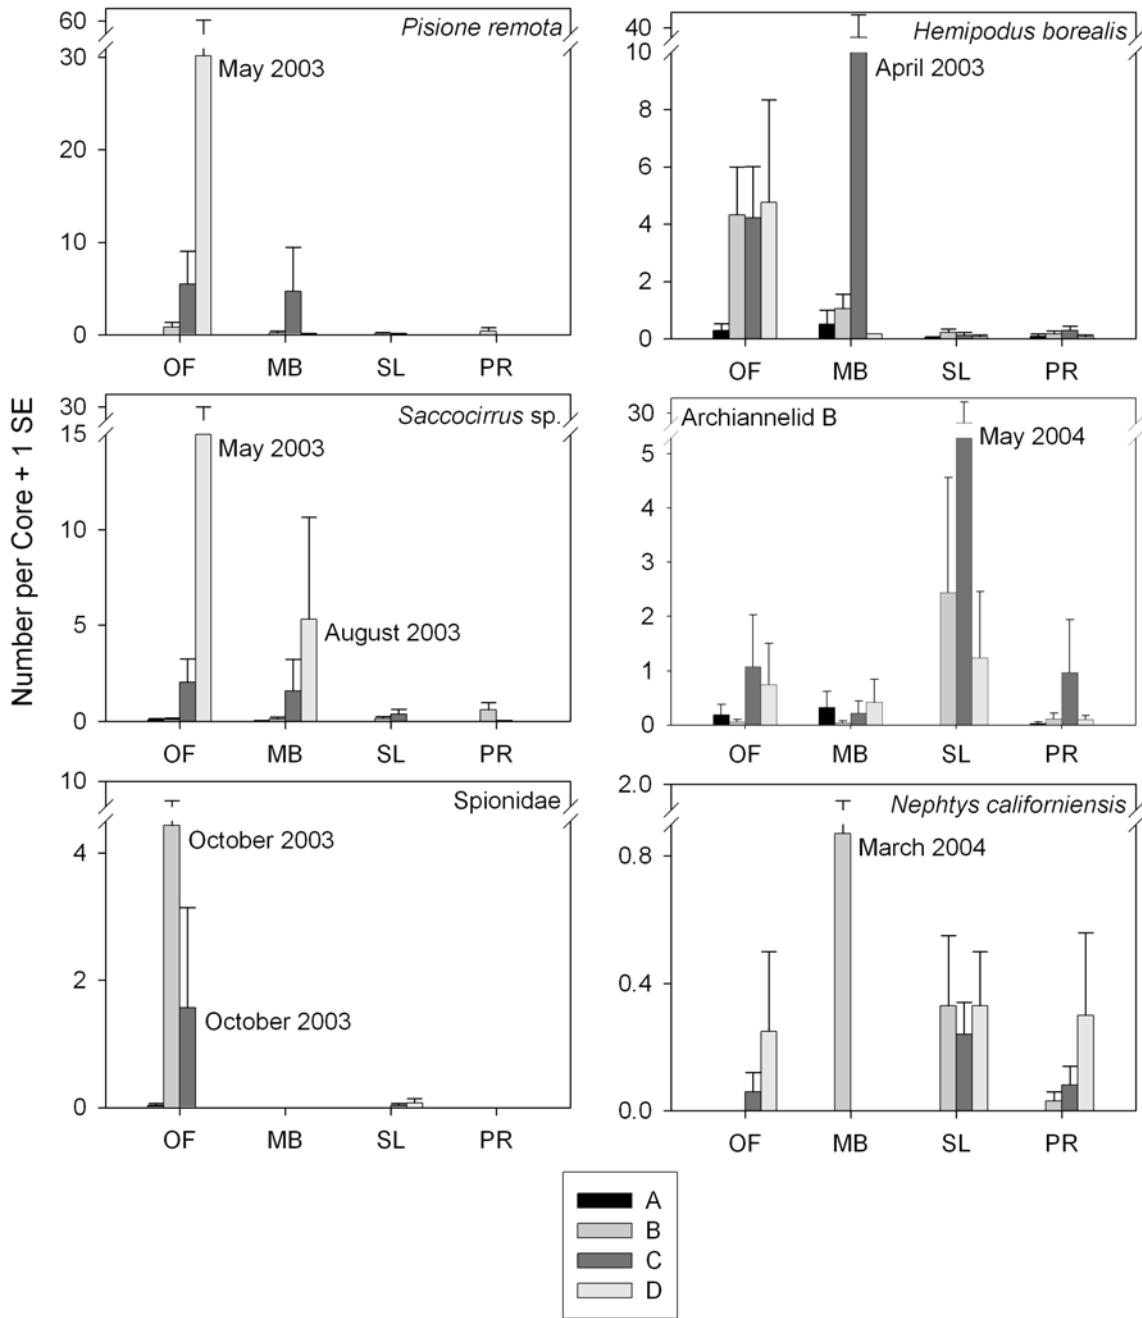 Number per Core + 1 SE
Pisione remota
60
30
20
10
0
May 2003
OF MB SL PR
Hemipodus borealis
40
10
8
6
4
2
0
April 2003
OF MB SL PR
Saccocirrus sp.
30
15
10
5
0
May 2003
August 2003
OF MB SL PR
Archiannelid B
30
5
4
3
2
1
0
May 2004
OF MB SL PR
Spionidae
10
4
2
0
October 2003
October 2003
OF MB SL PR
Nephtys californiensis
2.0
0.8
0.4
0.0
March 2004
OF MB SL PR
A
B
C
D